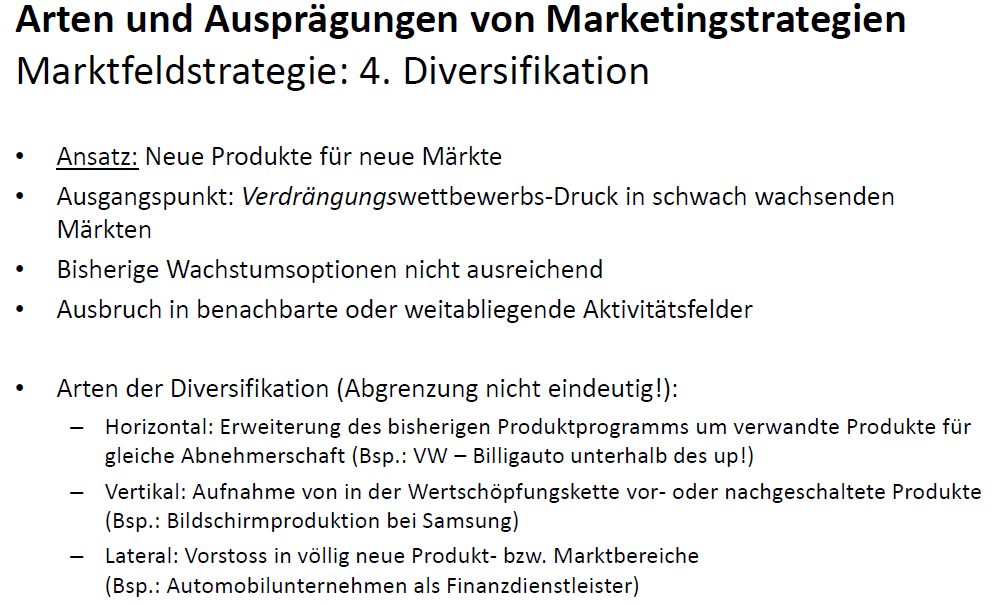 Arten und Ausprägungen von Marketingstrategien
Marktfeldstrategie: 4. Diversifikation
• Ansatz: Neue Produkte für neue Märkte
• Ausgangspunkt: Verdrängungswettbewerbs-Druck in schwach wachsenden
Märkten
• Bisherige Wachstumsoptionen nicht ausreichend
• Ausbruch in benachbarte oder weitabliegende Aktivitätsfelder
• Arten der Diversifikation (Abgrenzung nicht eindeutig!):
– Horizontal: Erweiterung des bisherigen Produktprogramms um verwandte Produkte für
gleiche Abnehmerschaft (Bsp.: VW – Billigauto unterhalb des up!)
– Vertikal: Aufnahme von in der Wertschöpfungskette vor- oder nachgeschaltete Produkte
(Bsp.: Bildschirmproduktion bei Samsung)
– Lateral: Vorstoss in völlig neue Produkt- bzw. Marktbereiche
(Bsp.: Automobilunternehmen als Finanzdienstleister)